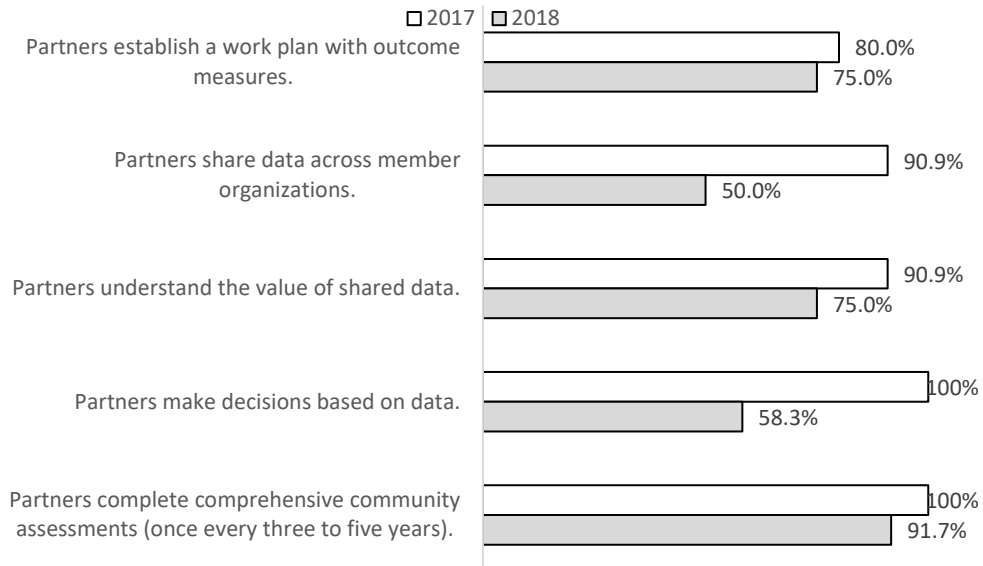 2017 2018
Partners establish a work plan with outcome
measures.
80.0%
75.0%
Partners share data across member
organizations.
90.9%
50.0%
Partners understand the value of shared data.
90.9%
75.0%
Partners make decisions based on data.
100%
58.3%
Partners complete comprehensive community
assessments (once every three to five years).
100%
91.7%